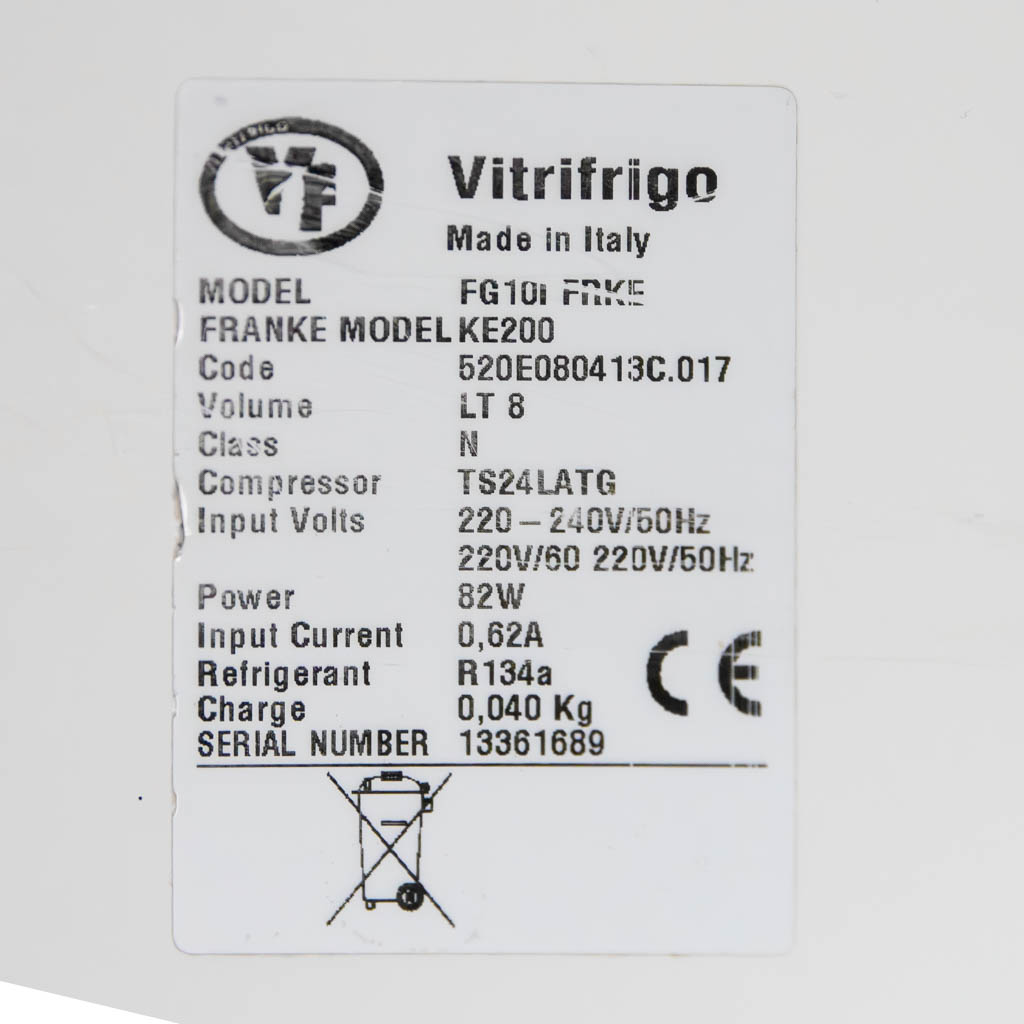 VF
Vitrifrigo
Made in Italy
MODEL FG10i FRKE
FRANKE MODEL KE200
Code 520E080413C.017
Volume LT 8
Class N
Compressor TS24LATG
Input Volts 220 – 240V/50Hz
220V/60 220V/50Hz
Power 82W
Input Current 0,62A
Refrigerant R134a
Charge 0,040 Kg
SERIAL NUMBER 13361689
CE